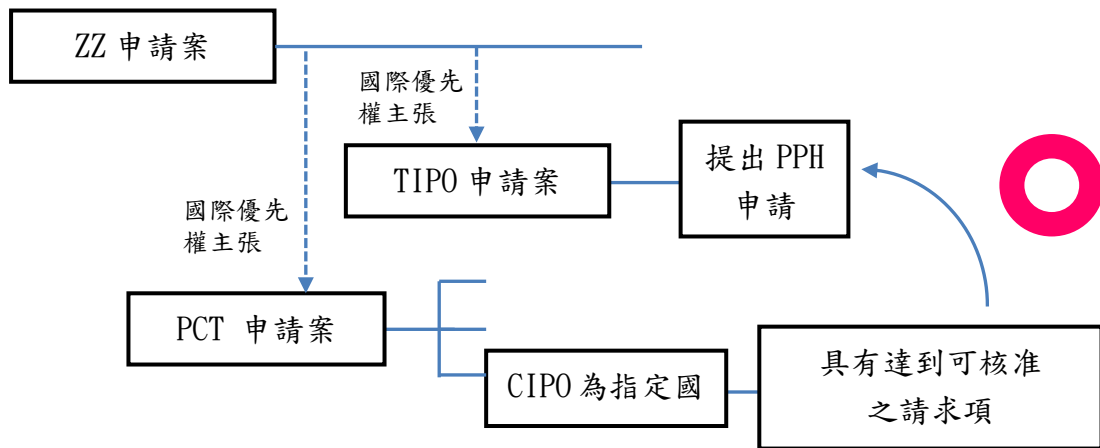 ZZ 申請案
國際優先
權主張
TIPO 申請案
提出 PPH
申請
國際優先
權主張
PCT 申請案
CIPO 為指定國
具有達到可核准
之請求項